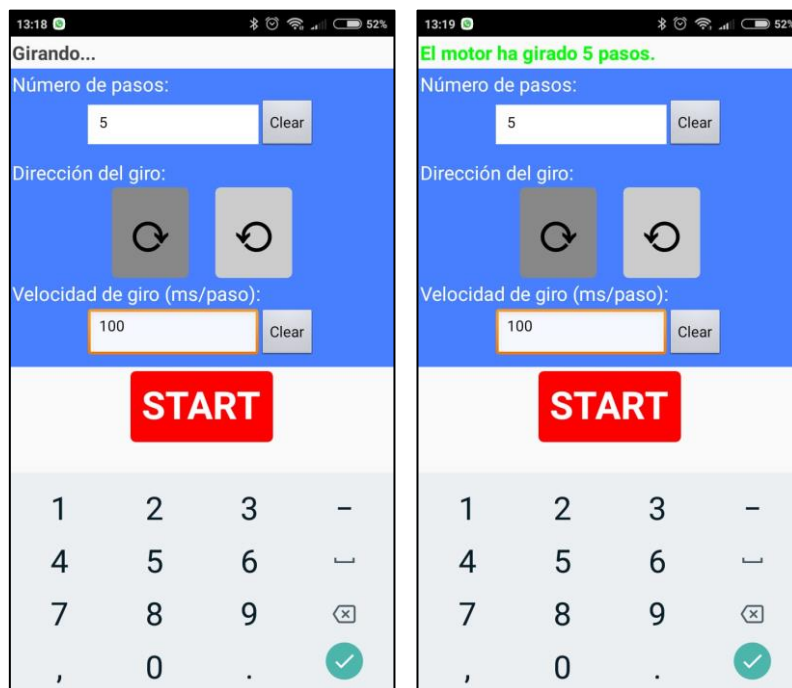 13:18
52%
Girando...
Número de pasos:
5
Clear
Dirección del giro:
Velocidad de giro (ms/paso):
100
Clear
START
1 2 3 -
4 5 6
7 8 9
, 0 .
13:19
52%
El motor ha girado 5 pasos.
Número de pasos:
5
Clear
Dirección del giro:
Velocidad de giro (ms/paso):
100
Clear
START
1 2 3 -
4 5 6
7 8 9
, 0 .